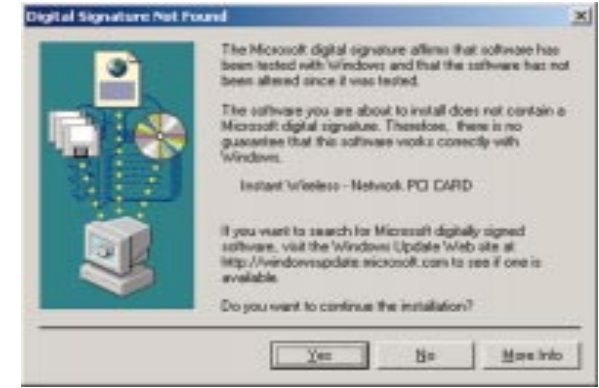 Digital Signature Not Found
The Microsoft digital signature affirms that software has
been tested with Windows and that the software has not
been altered since it was tested.
The software you are about to install does not contain a
Microsoft digital signature. Therefore, there is no
guarantee that this software works correctly with
Windows.
Instant Wireless - Network PCI CARD
If you want to search for Microsoft digitally signed
software, visit the Windows Update Web site at
http://windowsupdate.microsoft.com to see if one is
available.
Do you want to continue the installation?
Yes
No
More Info